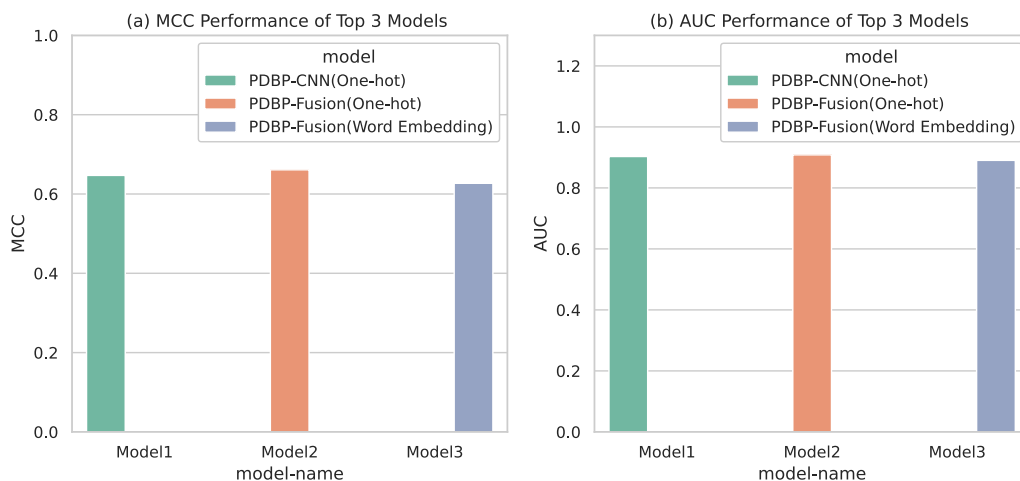 (a) MCC Performance of Top 3 Models
1.0
0.8
0.6
0.4
0.2
0.0
MCC
model
PDBP-CNN(One-hot)
PDBP-Fusion(One-hot)
PDBP-Fusion(Word Embedding)
Model1 Model2 Model3
model-name
(b) AUC Performance of Top 3 Models
1.2
1.0
0.8
0.6
0.4
0.2
0.0
AUC
model
PDBP-CNN(One-hot)
PDBP-Fusion(One-hot)
PDBP-Fusion(Word Embedding)
Model1 Model2 Model3
model-name